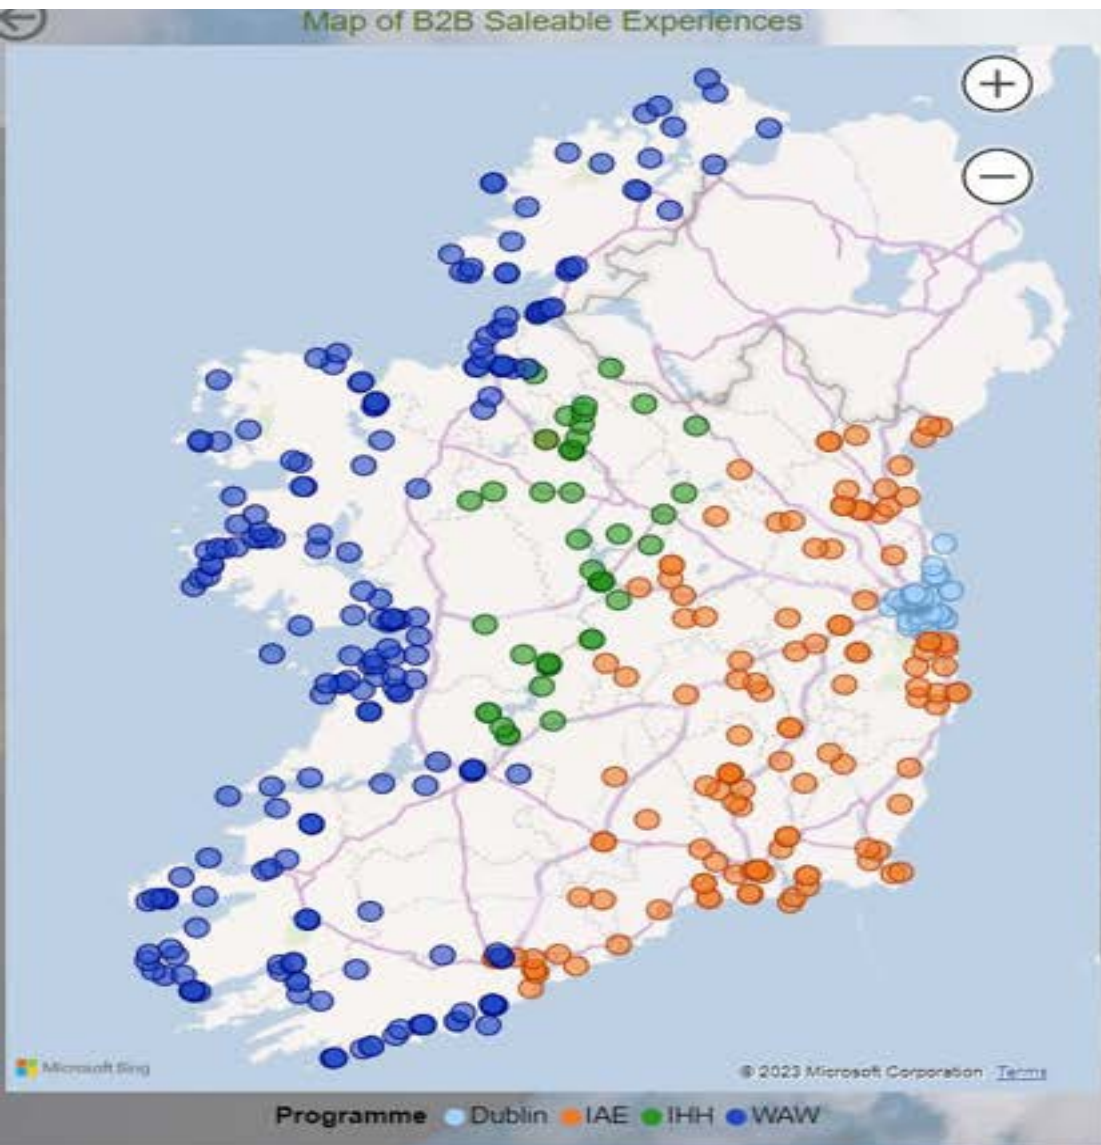 Map of B2B Saleable Experiences
Microsoft Bing
© 2023 Microsoft Corporation Terms
Programme Dublin IAE IHH WAW